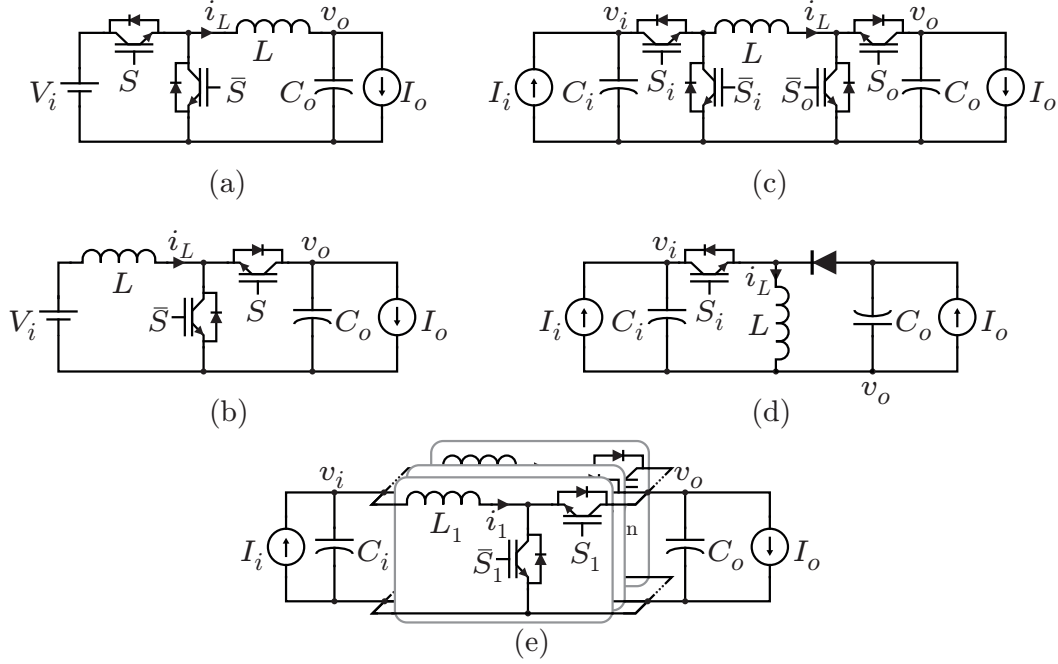 i_L v_o
V_i S S̅ L C_o I_o
(a)
v_i L i_L v_o
I_i C_i S_i S̅_i S̅_o S_o C_o I_o
(c)
i_L v_o
V_i L S̅ S C_o I_o
(b)
v_i i_L
I_i C_i S_i L C_o I_o
v_o
(d)
v_i v_o
I_i C_i L_1 i_1 S̅_1 S_1 n C_o I_o
(e)